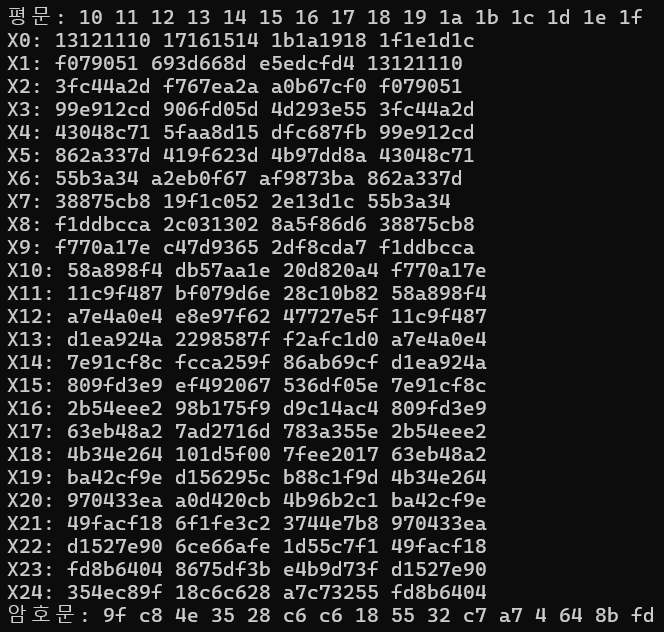 평문: 10 11 12 13 14 15 16 17 18 19 1a 1b 1c 1d 1e 1f
X0: 13121110 17161514 1b1a1918 1f1e1d1c
X1: f079051 693d668d e5edcfd4 13121110
X2: 3fc44a2d f767ea2a a0b67cf0 f079051
X3: 99e912cd 906fd05d 4d293e55 3fc44a2d
X4: 43048c71 5faa8d15 dfc687fb 99e912cd
X5: 862a337d 419f623d 4b97dd8a 43048c71
X6: 55b3a34 a2eb0f67 af9873ba 862a337d
X7: 38875cb8 19f1c052 2e13d1c 55b3a34
X8: f1ddbcca 2c031302 8a5f86d6 38875cb8
X9: f770a17e c47d9365 2df8cda7 f1ddbcca
X10: 58a898f4 db57aa1e 20d820a4 f770a17e
X11: 11c9f487 bf079d6e 28c10b82 58a898f4
X12: a7e4a0e4 e8e97f62 47727e5f 11c9f487
X13: d1ea924a 2298587f f2afc1d0 a7e4a0e4
X14: 7e91cf8c fcca259f 86ab69cf d1ea924a
X15: 809fd3e9 ef492067 536df05e 7e91cf8c
X16: 2b54eee2 98b175f9 d9c14ac4 809fd3e9
X17: 63eb48a2 7ad2716d 783a355e 2b54eee2
X18: 4b34e264 101d5f00 7fee2017 63eb48a2
X19: ba42cf9e d156295c b88c1f9d 4b34e264
X20: 970433ea a0d420cb 4b96b2c1 ba42cf9e
X21: 49facf18 6f1fe3c2 3744e7b8 970433ea
X22: d1527e90 6ce66afe 1d55c7f1 49facf18
X23: fd8b6404 8675df3b e4b9d73f d1527e90
X24: 354ec89f 18c6c628 a7c73255 fd8b6404
암호문: 9f c8 4e 35 28 c6 c6 18 55 32 c7 a7 4 64 8b fd